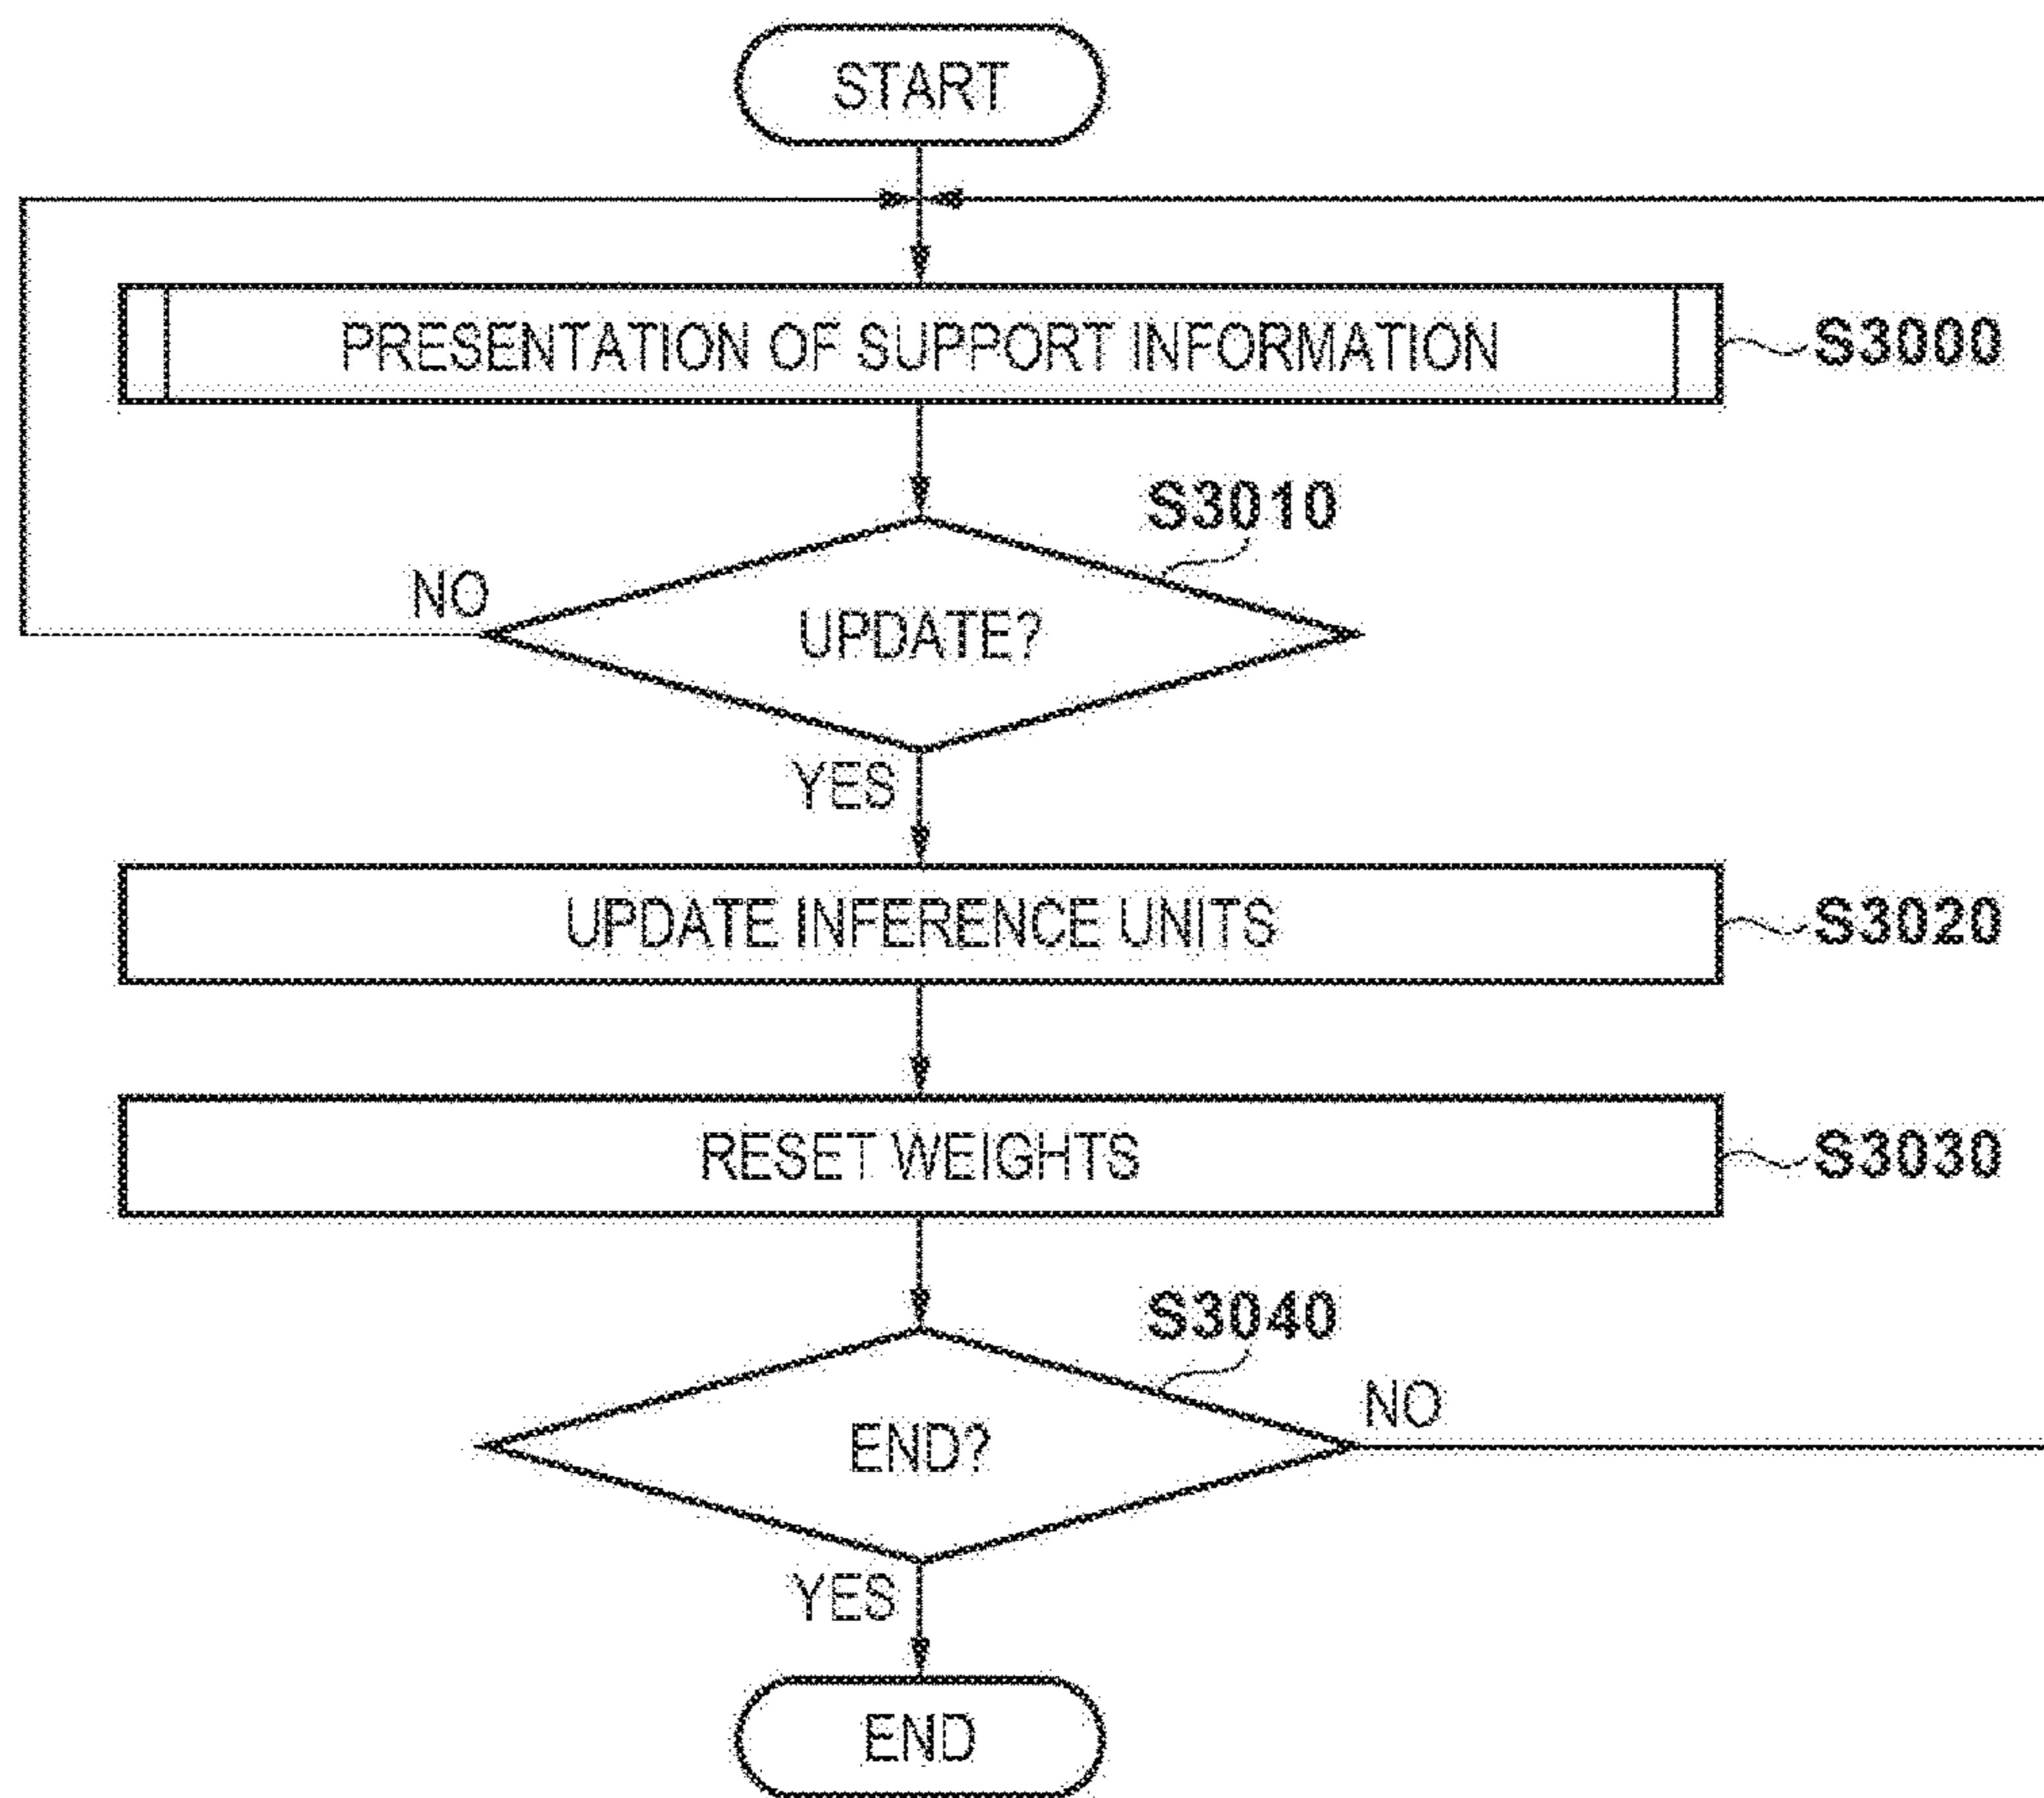 START
PRESENTATION OF SUPPORT INFORMATION
S3000
S3010
NO
UPDATE?
YES
UPDATE INFERENCE UNITS
S3020
RESET WEIGHTS
S3030
S3040
NO
END?
YES
END